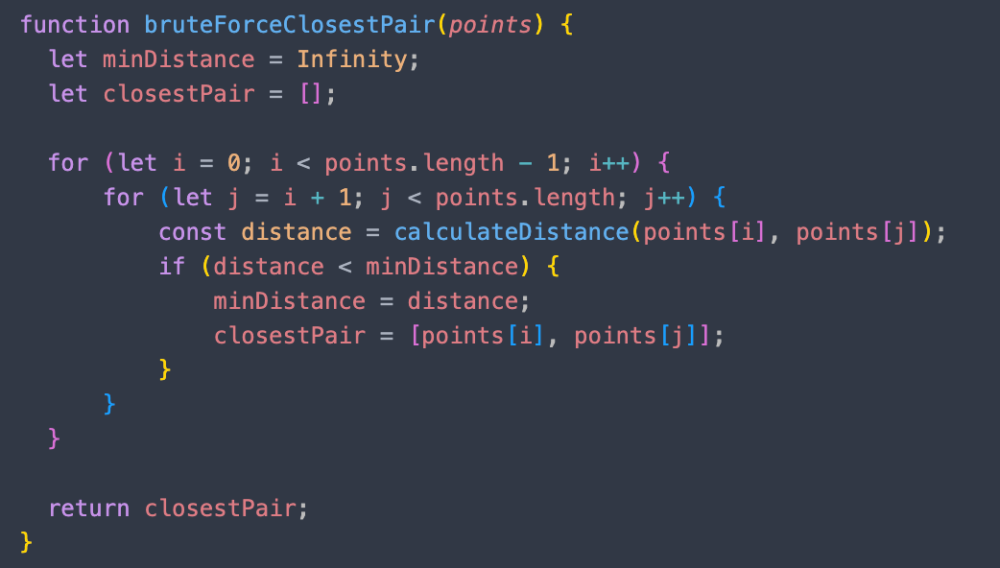 function bruteForceClosestPair(points) {
  let minDistance = Infinity;
  let closestPair = [];

  for (let i = 0; i < points.length - 1; i++) {
      for (let j = i + 1; j < points.length; j++) {
          const distance = calculateDistance(points[i], points[j]);
          if (distance < minDistance) {
              minDistance = distance;
              closestPair = [points[i], points[j]];
          }
      }
  }

  return closestPair;
}